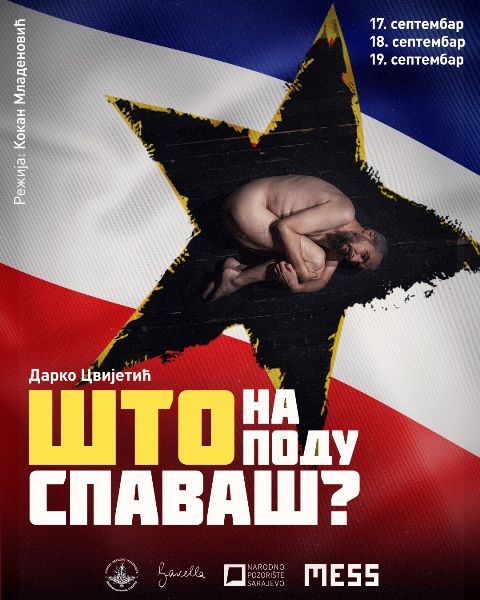 17. септембар
18. септембар
19. септембар
Режија: Кокан Младеновић
Дарко Цвијетић
ШТО НА
ПОДУ
СПАВАШ?
Gavella
NARODNO
POZORIŠTE
SARAJEVO
MESS